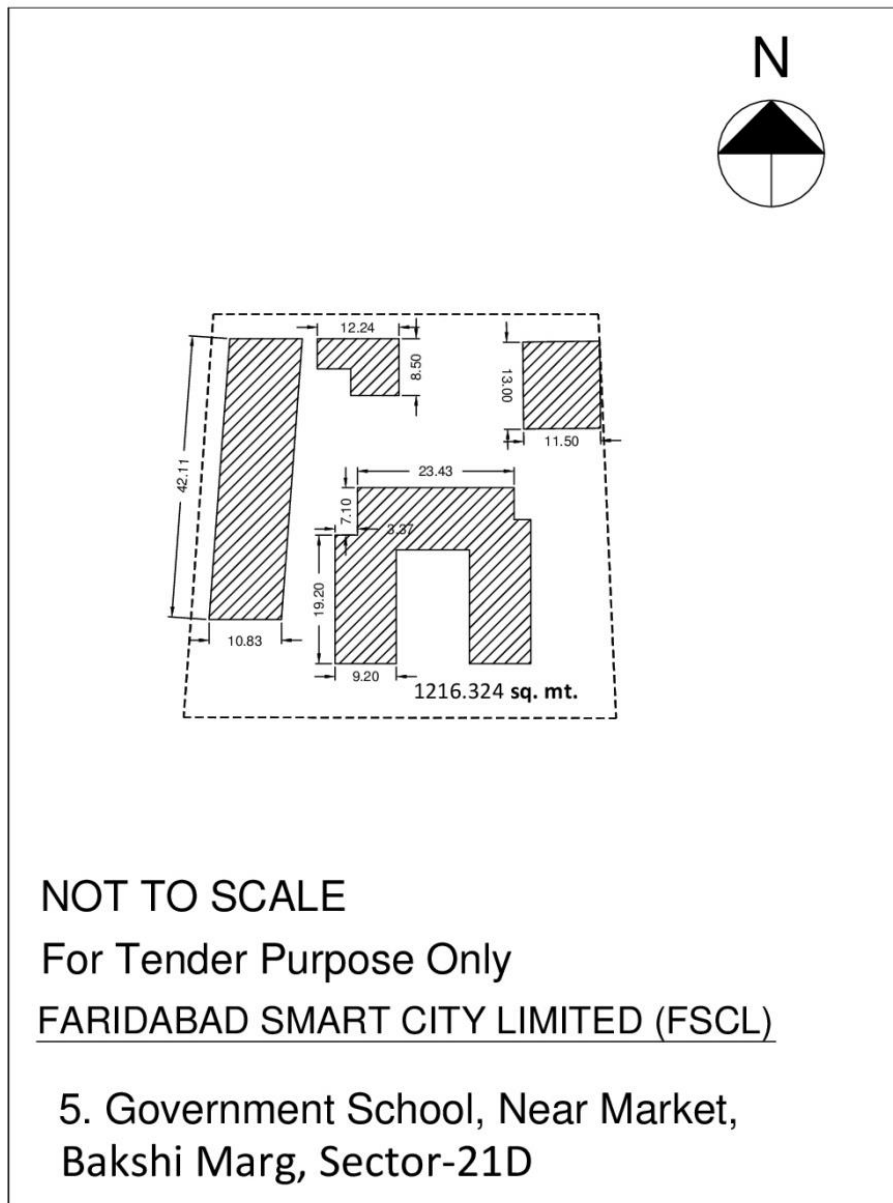 N
12.24
8.50
13.00
11.50
42.11
23.43
7.10
3.37
19.20
10.83
9.20
1216.324 sq. mt.
NOT TO SCALE
For Tender Purpose Only
FARIDABAD SMART CITY LIMITED (FSCL)
5. Government School, Near Market,
Bakshi Marg, Sector-21D